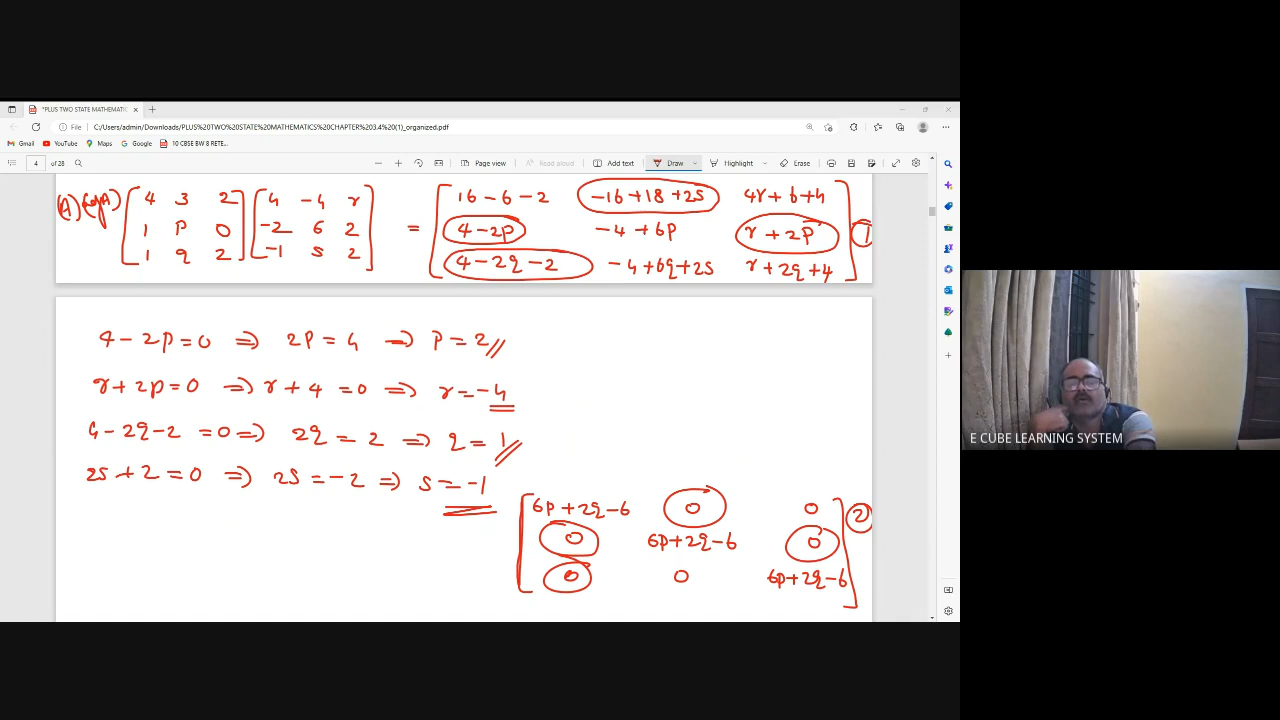 *PLUS TWO STATE MATHEMATIC
File C:/Users/admin/Downloads/PLUS%20TWO%20STATE%20MATHEMATICS%20CHAPTER%203.4%20(1)_organized.pdf
Gmail YouTube Maps Google 10 CBSE BW 8 RETE...
4 of 28 Page view Read aloud Add text Draw Highlight Erase
(A)(adjA) [4 3 2 [4 -4 r = [16-6-2 -16+18+2s 4r+6+4
1 p 0 -2 6 2 4-2p -4+6p r+2p 1
1 q 2] -1 s 2] 4-2q-2 -4+6q+2s r+2q+4]
4-2p=0 ⇒ 2p=4 ⇒ p=2//
r+2p=0 ⇒ r+4=0 ⇒ r=-4
4-2q-2=0 ⇒ 2q=2 ⇒ q=1//
2s+2=0 ⇒ 2s=-2 ⇒ s=-1
[6p+2q-6 0 0 2
0 6p+2q-6 0
0 0 6p+2q-6]
E CUBE LEARNING SYSTEM